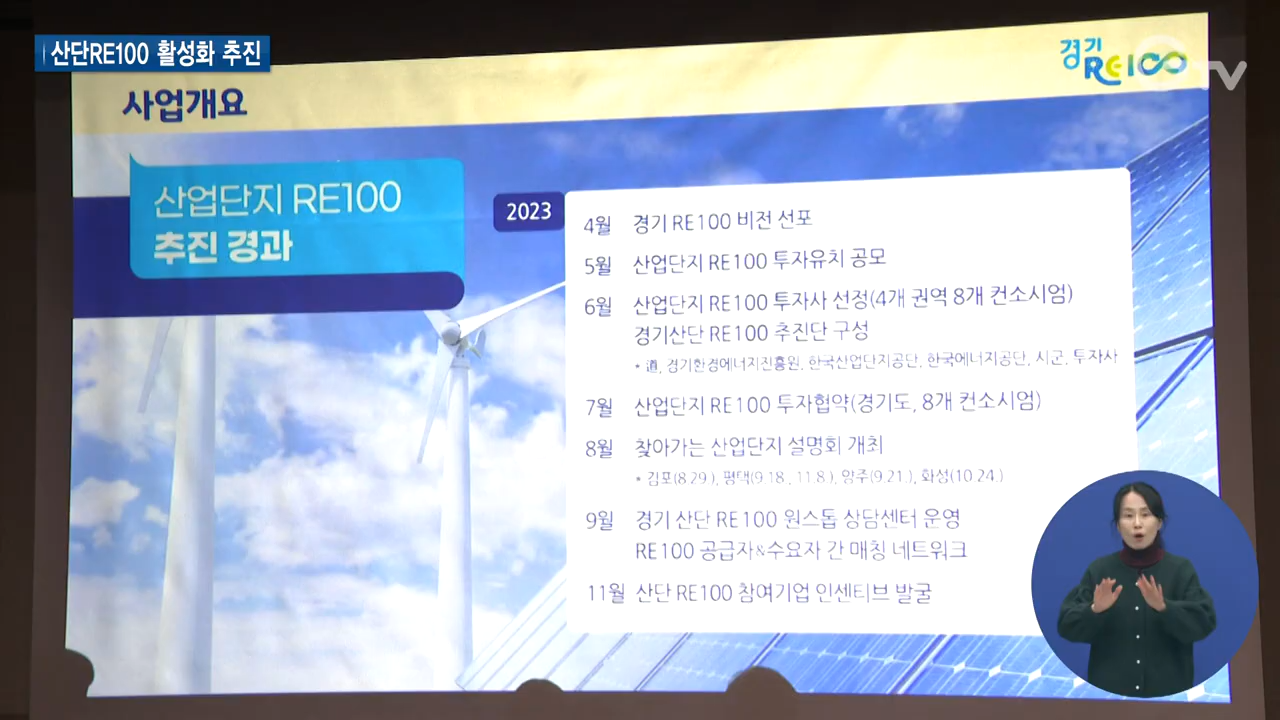 산단RE100 활성화 추진
경기 RE100
TV
사업개요
산업단지 RE100
추진 경과
2023
4월 경기 RE100 비전 선포
5월 산업단지 RE100 투자유치 공모
6월 산업단지 RE100 투자사 선정(4개 권역 8개 컨소시엄)
경기산단 RE100 추진단 구성
* 道, 경기환경에너지진흥원, 한국산업단지공단, 한국에너지공단, 시군, 투자사
7월 산업단지 RE100 투자협약(경기도, 8개 컨소시엄)
8월 찾아가는 산업단지 설명회 개최
* 김포(8.29.), 평택(9.18., 11.8.), 양주(9.21.), 화성(10.24.)
9월 경기 산단 RE100 원스톱 상담센터 운영
RE100 공급자&수요자 간 매칭 네트워크
11월 산단 RE100 참여기업 인센티브 발굴